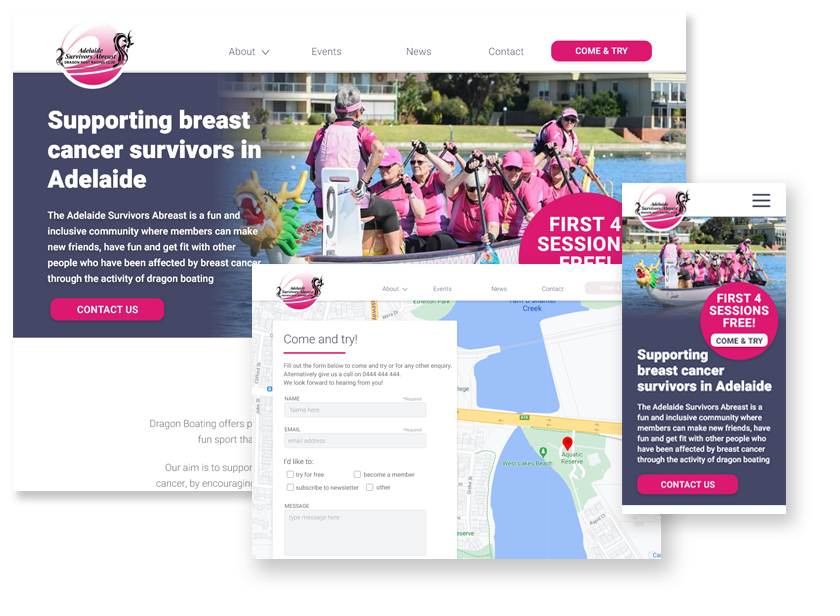 Adelaide
Survivors Abreast
DRAGON BOAT RACING CLUB
About
Events
News
Contact
COME & TRY
Supporting breast
cancer survivors in
Adelaide
The Adelaide Survivors Abreast is a fun and
inclusive community where members can make
new friends, have fun and get fit with other
people who have been affected by breast cancer
through the activity of dragon boating
CONTACT US
9
FIRST 4
SESSION
FREE!
Dragon Boating offers p
fun sport tha
Our aim is to suppor
cancer, by encouraging
Adelaide
Survivors Abreast
About
Events
News
Contact
Come and try!
Fill out the form below to come and try or for any other enquiry.
Alternatively give us a call on 0444 444 444.
We look forward to hearing from you!
NAME
*Required
Name here
EMAIL
*Required
email address
I'd like to:
try for free
become a member
subscribe to newsletter
other
MESSAGE
type message here
Creek
West Lakes Beach
Aquatic
Reserve
Adelaide
Survivors Abreast
FIRST 4
SESSIONS
FREE!
COME & TRY
Supporting
breast cancer
survivors in Adelaide
The Adelaide Survivors Abreast is a
fun and inclusive community where
members can make new friends, have
fun and get fit with other people who
have been affected by breast cancer
through the activity of dragon boating
CONTACT US